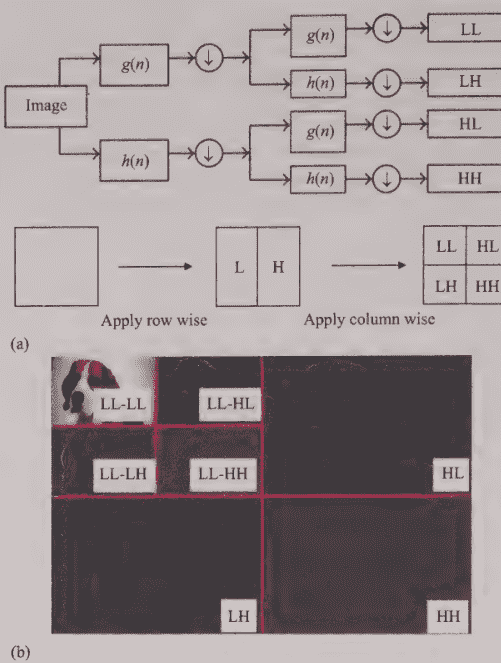 g(n) ↓ g(n) ↓ LL
h(n) ↓ LH
Image
h(n) ↓ g(n) ↓ HL
h(n) ↓ HH
L H
LL HL
LH HH
Apply row wise Apply column wise
(a)
LL-LL LL-HL
LL-LH LL-HH HL
LH HH
(b)